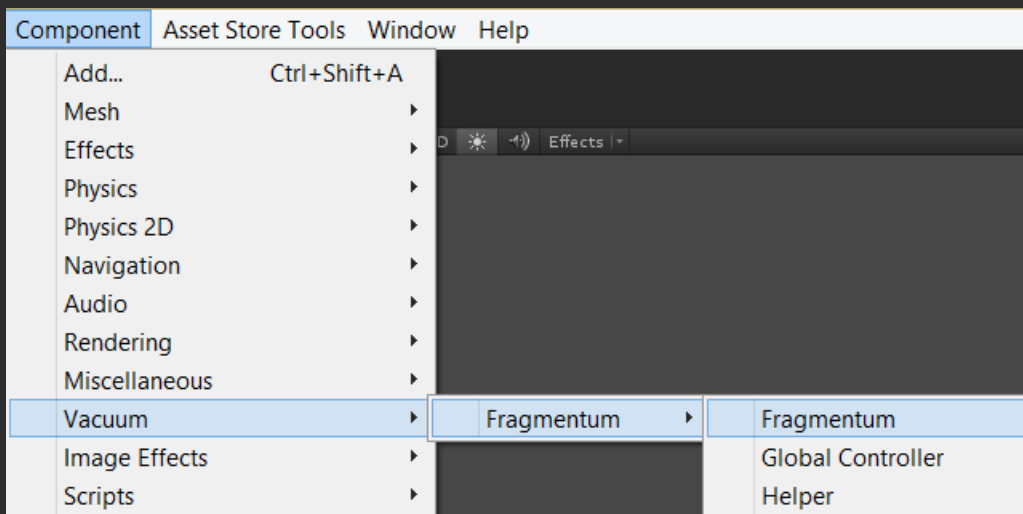 Component Asset Store Tools Window Help
Add... Ctrl+Shift+A
Mesh
Effects
D Effects
Physics
Physics 2D
Navigation
Audio
Rendering
Miscellaneous
Vacuum Fragmentum Fragmentum
Image Effects Global Controller
Scripts Helper